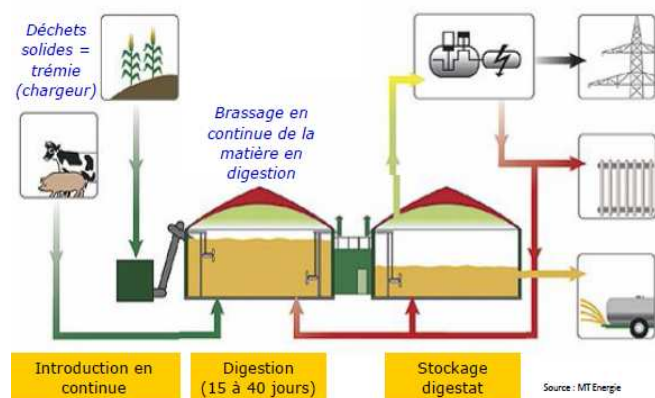 Déchets
solides =
trémie
(chargeur)
Brassage en
continue de la
matière en
digestion
Introduction en
continue
Digestion
(15 à 40 jours)
Stockage
digestat
Source : MT Energie